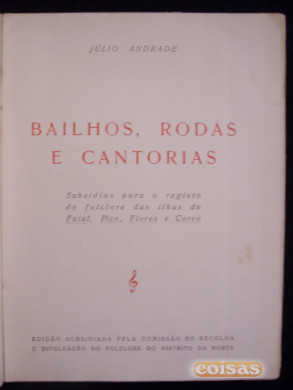 JÚLIO ANDRADE
BAILHOS, RODAS
E CANTORIAS
Subsídios para o registo
do folclore das ilhas do
Faial, Pico, Flores e Corvo
EDIÇÃO SUBSIDIADA PELA COMISSÃO DE RECOLHA
E DIVULGAÇÃO DO FOLCLORE DO DISTRITO DA HORTA
coisas